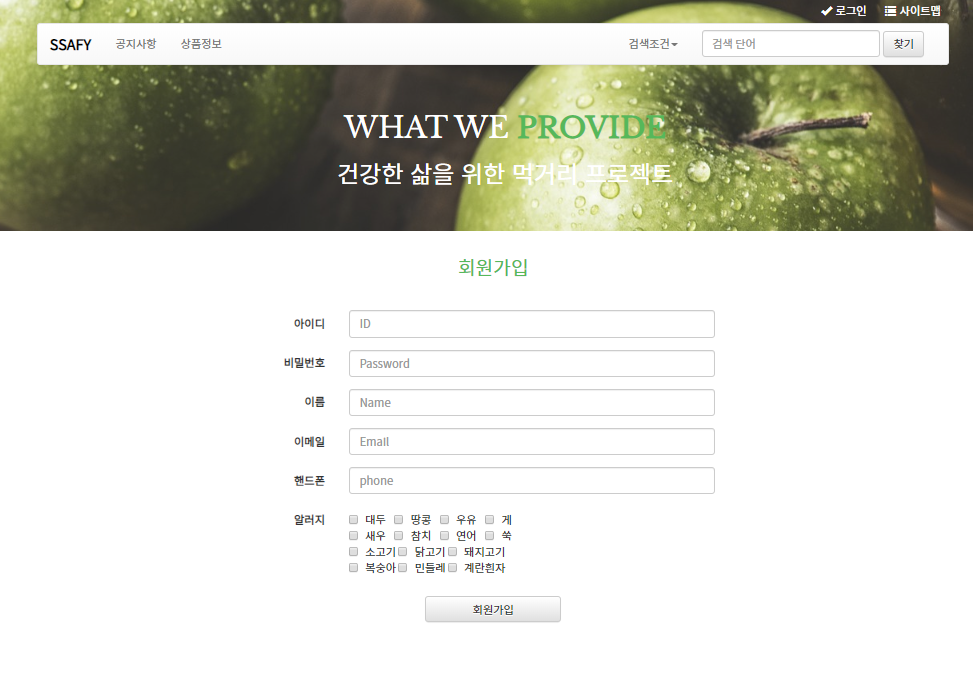 로그인 사이트맵
SSAFY 공지사항 상품정보 검색조건 검색 단어 찾기
WHAT WE PROVIDE
건강한 삶을 위한 먹거리 프로젝트
회원가입
아이디 ID
비밀번호 Password
이름 Name
이메일 Email
핸드폰 phone
알러지 대두 땅콩 우유 게
새우 참치 연어 쑥
소고기 닭고기 돼지고기
복숭아 민들레 계란흰자
회원가입